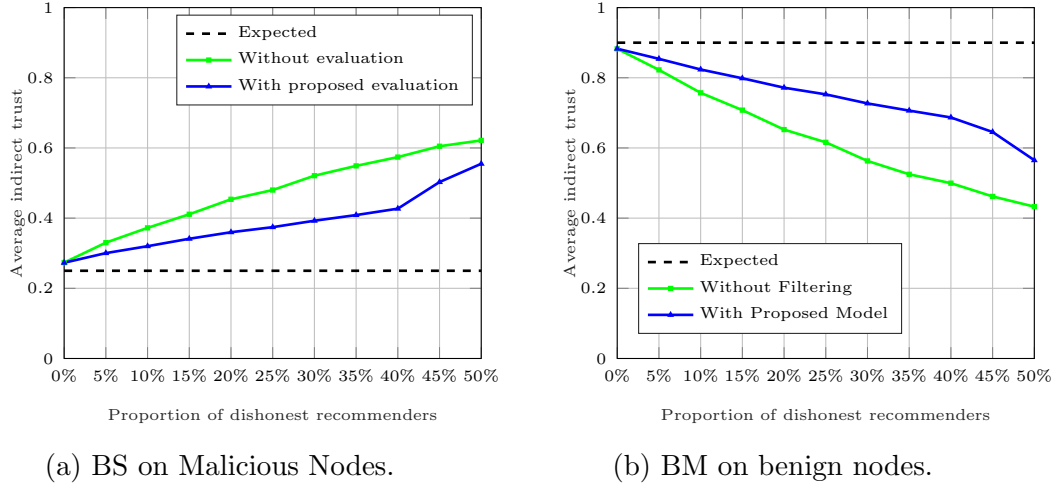 1
0.8
0.6
0.4
0.2
0
Average indirect trust
Expected
Without evaluation
With proposed evaluation
0% 5% 10% 15% 20% 25% 30% 35% 40% 45% 50%
Proportion of dishonest recommenders
(a) BS on Malicious Nodes.
1
0.8
0.6
0.4
0.2
0
Average indirect trust
Expected
Without Filtering
With Proposed Model
0% 5% 10% 15% 20% 25% 30% 35% 40% 45% 50%
Proportion of dishonest recommenders
(b) BM on benign nodes.